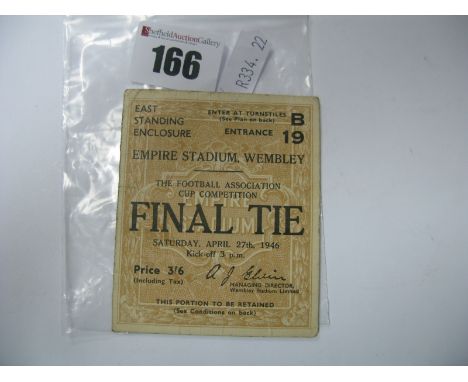 SheffieldAuctionGallery
166
R334. 22
EAST
STANDING
ENCLOSURE
ENTER AT TURNSTILES
(See Plan on back)
B
ENTRANCE
19
EMPIRE STADIUM, WEMBLEY
THE FOOTBALL ASSOCIATION
CUP COMPETITION
FINAL TIE
SATURDAY, APRIL 27th, 1946
Kick-off 3 p.m.
Price 3/6
(Including Tax)
MANAGING DIRECTOR,
Wembley Stadium Limited
THIS PORTION TO BE RETAINED
(See Conditions on back)